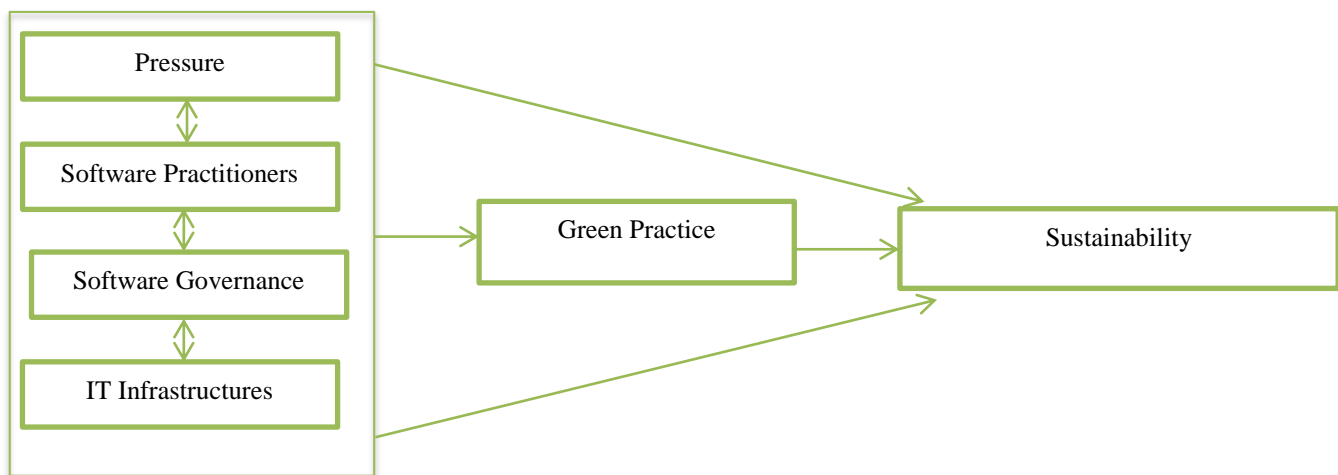 Pressure
Software Practitioners
Software Governance
IT Infrastructures
Green Practice
Sustainability